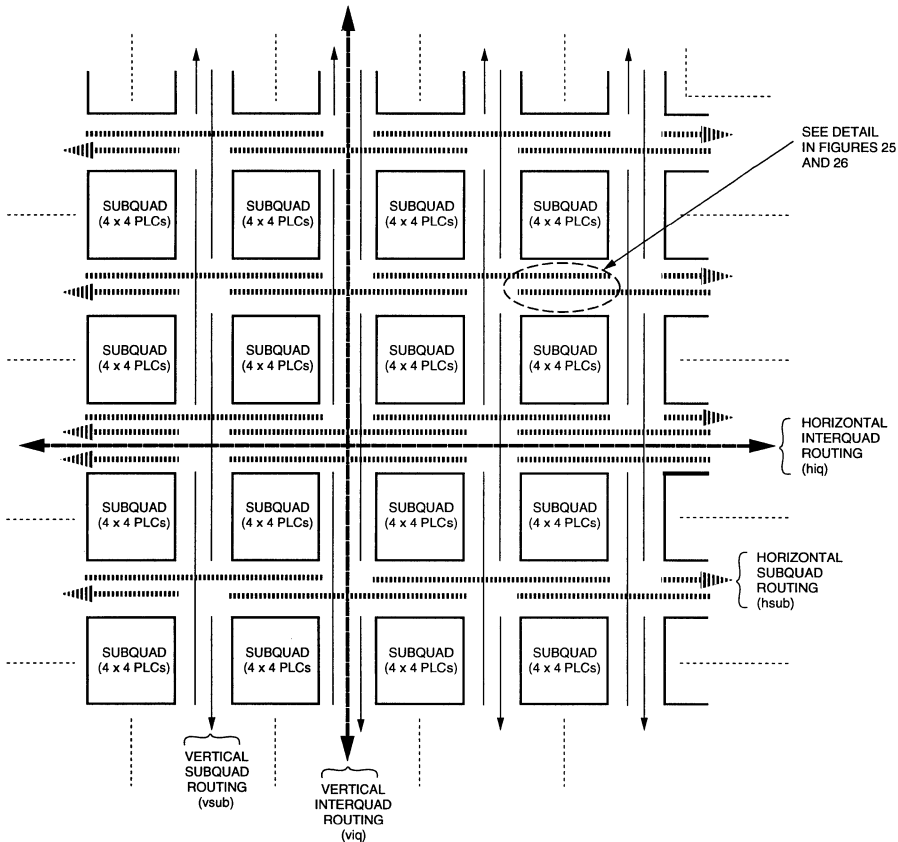 SEE DETAIL
IN FIGURES 25
AND 26
SUBQUAD
(4 x 4 PLCs)
SUBQUAD
(4 x 4 PLCs)
SUBQUAD
(4 x 4 PLCs)
SUBQUAD
(4 x 4 PLCs)
SUBQUAD
(4 x 4 PLCs)
SUBQUAD
(4 x 4 PLCs)
SUBQUAD
(4 x 4 PLCs)
SUBQUAD
(4 x 4 PLCs)
HORIZONTAL
INTERQUAD
ROUTING
(hiq)
SUBQUAD
(4 x 4 PLCs)
SUBQUAD
(4 x 4 PLCs)
SUBQUAD
(4 x 4 PLCs)
SUBQUAD
(4 x 4 PLCs)
HORIZONTAL
SUBQUAD
ROUTING
(hsub)
SUBQUAD
(4 x 4 PLCs)
SUBQUAD
(4 x 4 PLCs
SUBQUAD
(4 x 4 PLCs)
SUBQUAD
(4 x 4 PLCs)
VERTICAL
SUBQUAD
ROUTING
(vsub)
VERTICAL
INTERQUAD
ROUTING
(viq)